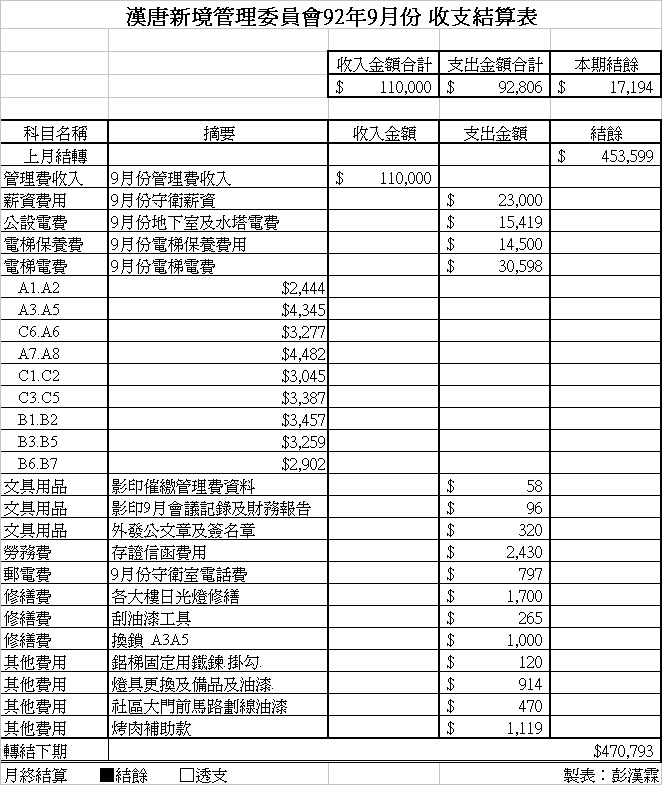 漢唐新境管理委員會92年9月份 收支結算表
收入金額合計 支出金額合計 本期結餘
$ 110,000 $ 92,806 $ 17,194
科目名稱 摘要 收入金額 支出金額 結餘
上月結轉 $ 453,599
管理費收入 9月份管理費收入 $ 110,000
薪資費用 9月份守衛薪資 $ 23,000
公設電費 9月份地下室及水塔電費 $ 15,419
電梯保養費 9月份電梯保養費用 $ 14,500
電梯電費 9月份電梯電費 $ 30,598
A1.A2 $2,444
A3.A5 $4,345
C6.A6 $3,277
A7.A8 $4,482
C1.C2 $3,045
C3.C5 $3,387
B1.B2 $3,457
B3.B5 $3,259
B6.B7 $2,902
文具用品 影印催繳管理費資料 $ 58
文具用品 影印9月會議記錄及財務報告 $ 96
文具用品 外發公文章及簽名章 $ 320
勞務費 存證信函費用 $ 2,430
郵電費 9月份守衛室電話費 $ 797
修繕費 各大樓日光燈修繕 $ 1,700
修繕費 刮油漆工具 $ 265
修繕費 換鎖 A3A5 $ 1,000
其他費用 鋁梯固定用鐵鍊.掛勾. $ 120
其他費用 燈具更換及備品及油漆. $ 914
其他費用 社區大門前馬路劃線油漆 $ 470
其他費用 烤肉補助款 $ 1,119
轉結下期 $470,793
月終結算 ■結餘 □透支 製表：彭漢霖